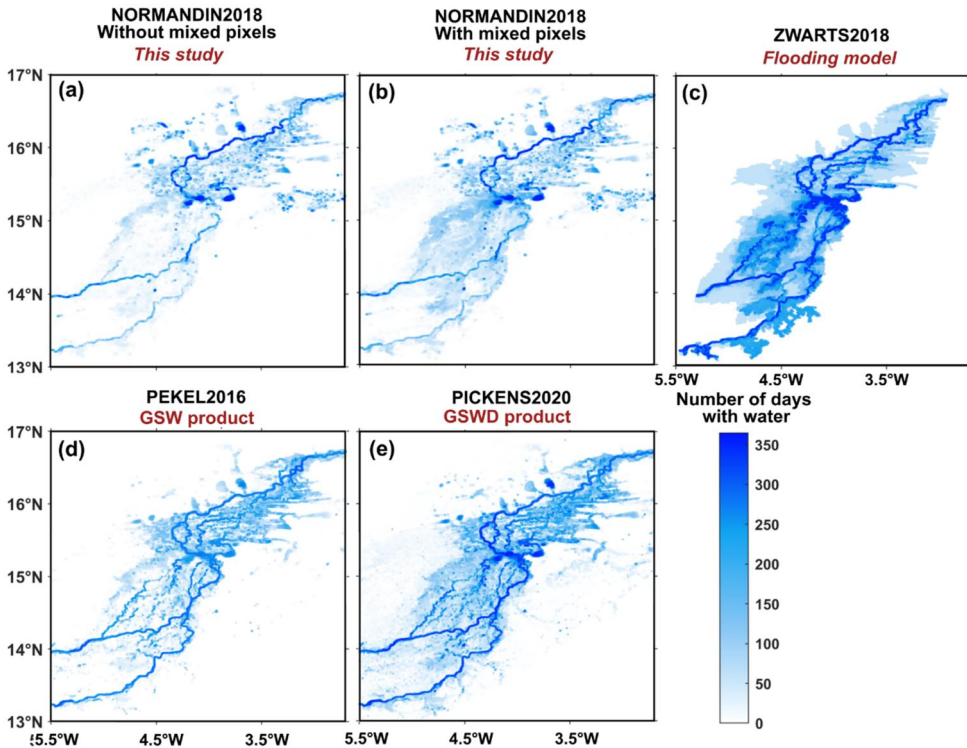 NORMANDIN2018
Without mixed pixels
This study
NORMANDIN2018
With mixed pixels
This study
ZWARTS2018
Flooding model
17°N
16°N
15°N
14°N
13°N
(a)
(b)
(c)
5.5°W 4.5°W 3.5°W
PEKEL2016
GSW product
PICKENS2020
GSWD product
Number of days
with water
17°N
16°N
15°N
14°N
13°N
(d)
(e)
350
300
250
200
150
100
50
0
5.5°W 4.5°W 3.5°W
5.5°W 4.5°W 3.5°W